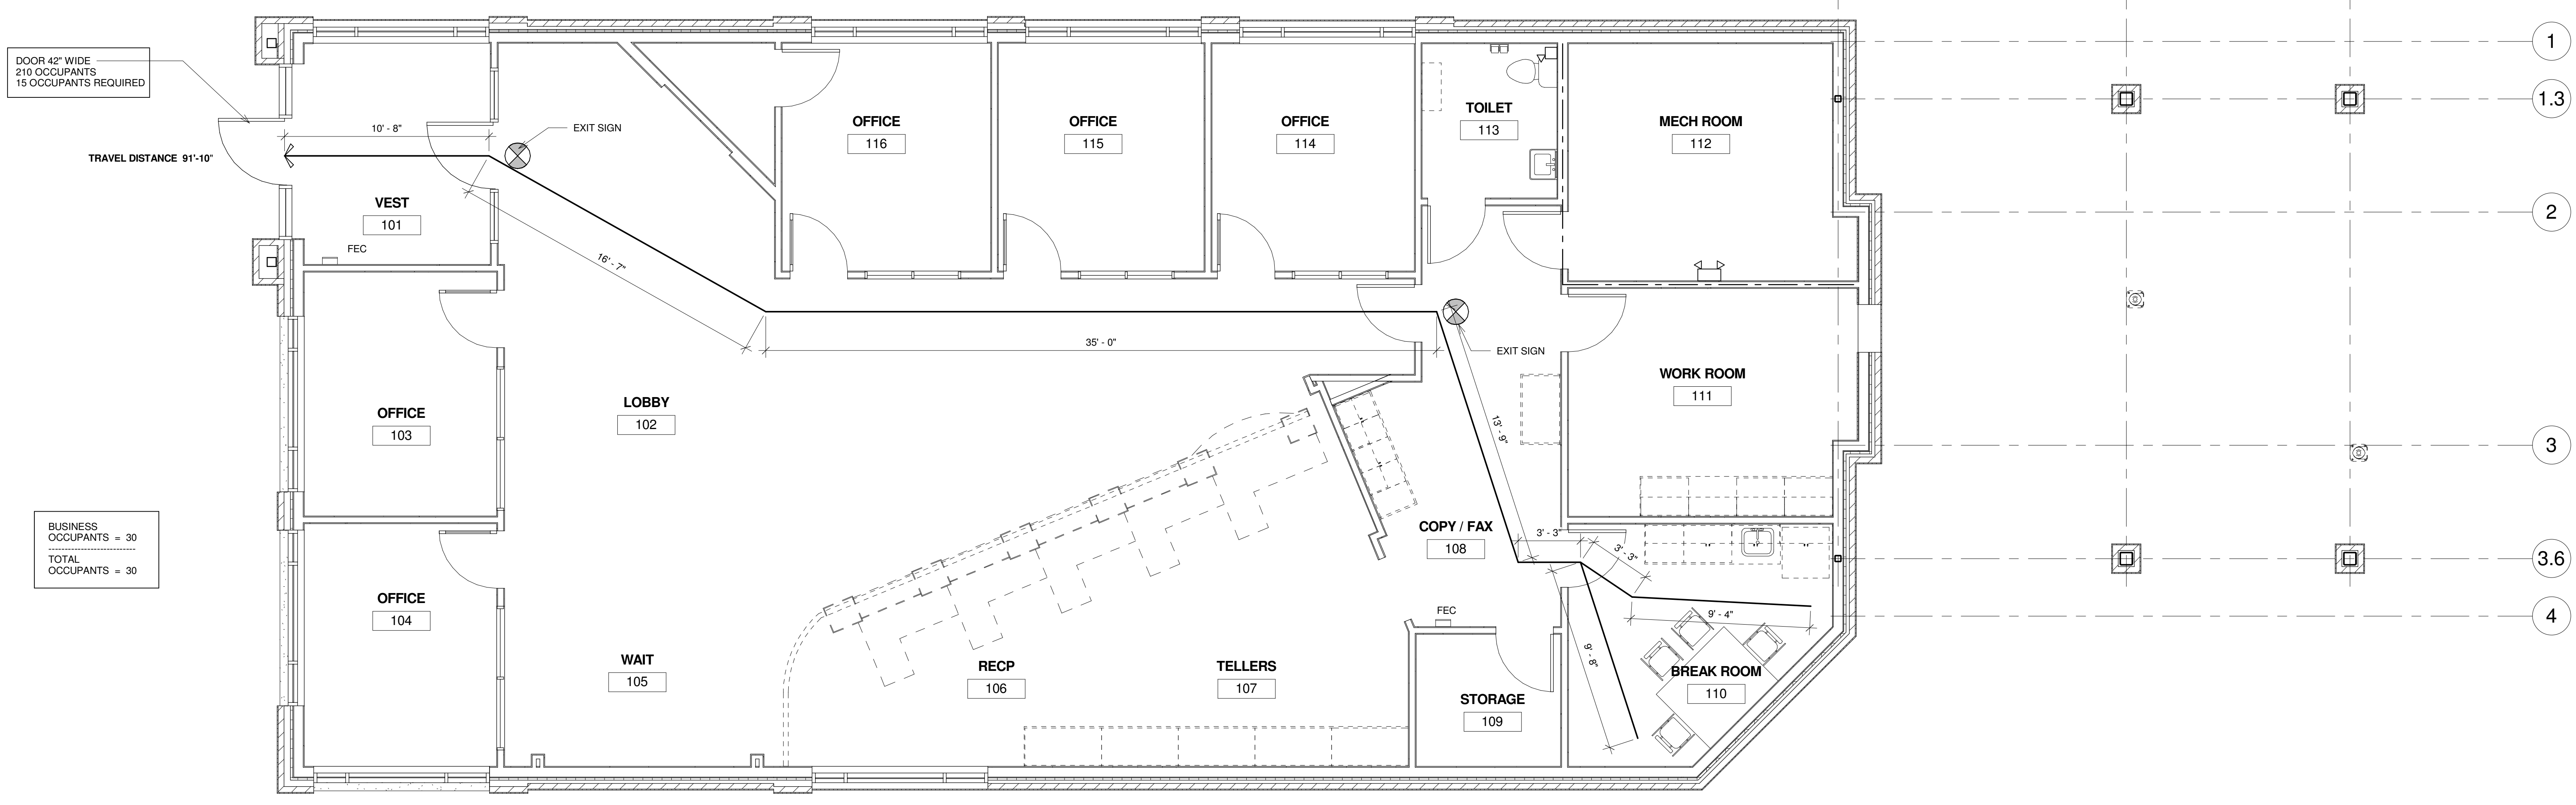 1
DOOR 42" WIDE
210 OCCUPANTS
15 OCCUPANTS REQUIRED
1.3
10' - 8"
EXIT SIGN
OFFICE
116
OFFICE
115
OFFICE
114
TOILET
113
MECH ROOM
112
TRAVEL DISTANCE 91'-10"
VEST
101
2
FEC
16' - 7"
35' - 0"
EXIT SIGN
WORK ROOM
111
LOBBY
102
OFFICE
103
13' - 9"
3
BUSINESS
OCCUPANTS = 30
---------------------------
TOTAL
OCCUPANTS = 30
COPY / FAX
108
3' - 3"
3' - 3"
3.6
OFFICE
104
FEC
9' - 4"
4
WAIT
105
RECP
106
TELLERS
107
9' - 8"
BREAK ROOM
110
STORAGE
109